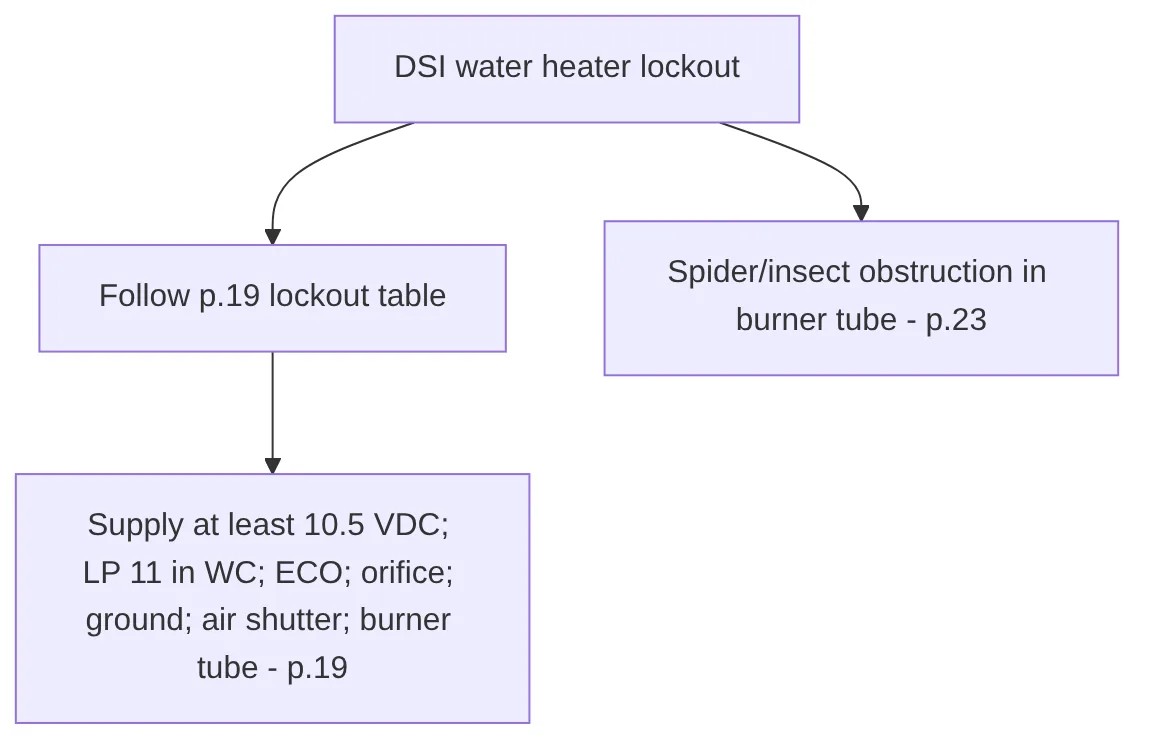 DSI water heater lockout
Follow p.19 lockout table
Spider/insect obstruction in
burner tube - p.23
Supply at least 10.5 VDC;
LP 11 in WC; ECO; orifice;
ground; air shutter; burner
tube - p.19